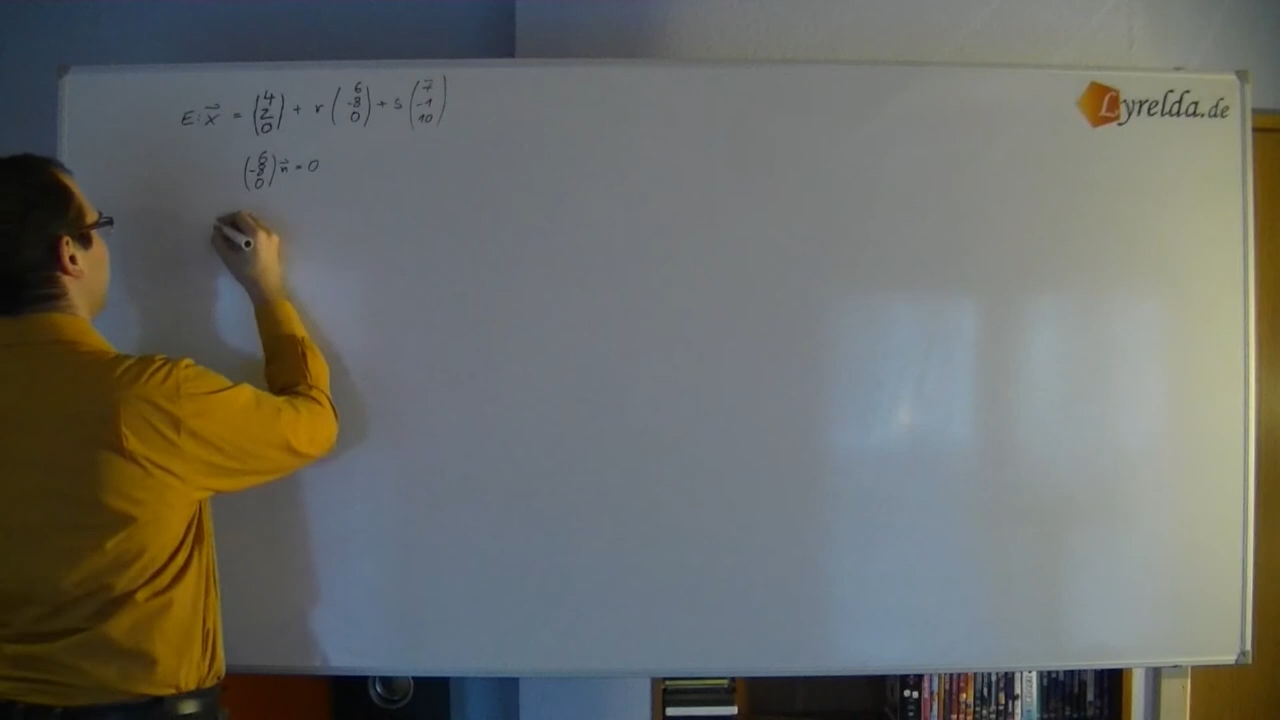 Lyrelda.de
E: x⃗ = (4 2 0) + r (6 -8 0) + s (7 -1 10)
(6 -8 0) n⃗ = 0